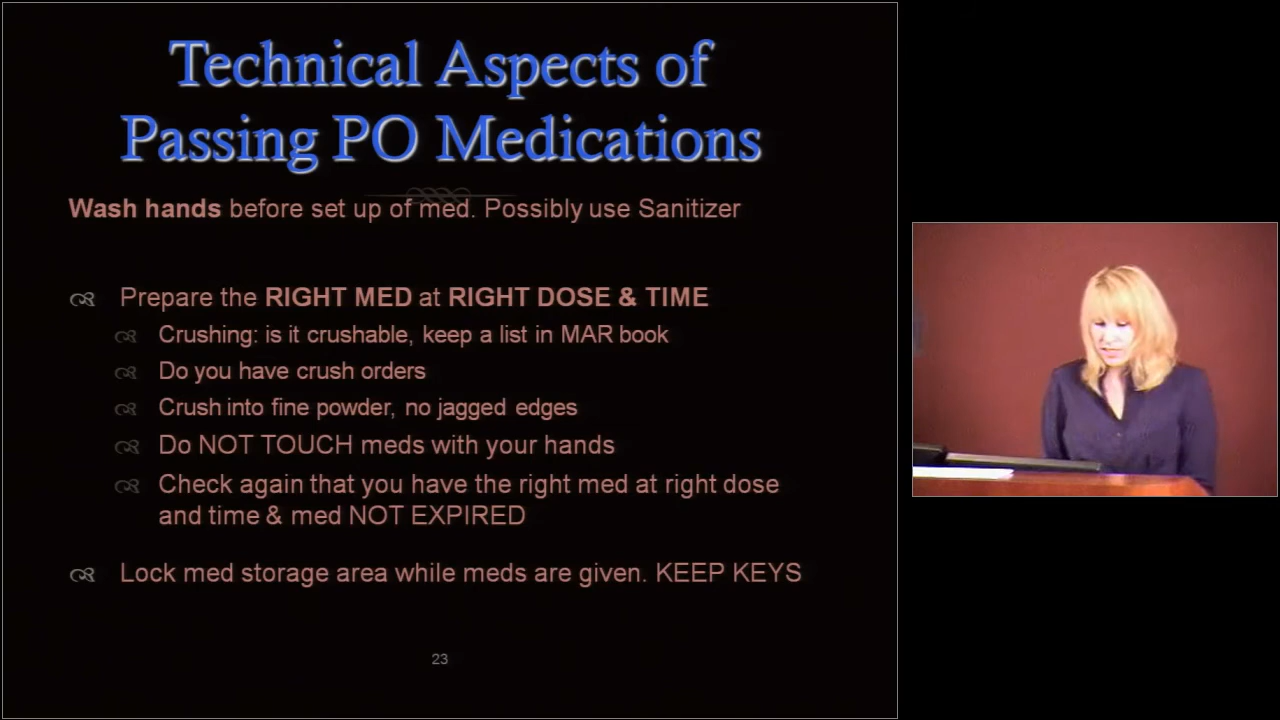 Technical Aspects of
Passing PO Medications
Wash hands before set up of med. Possibly use Sanitizer
Prepare the RIGHT MED at RIGHT DOSE & TIME
Crushing: is it crushable, keep a list in MAR book
Do you have crush orders
Crush into fine powder, no jagged edges
Do NOT TOUCH meds with your hands
Check again that you have the right med at right dose
and time & med NOT EXPIRED
Lock med storage area while meds are given. KEEP KEYS
23